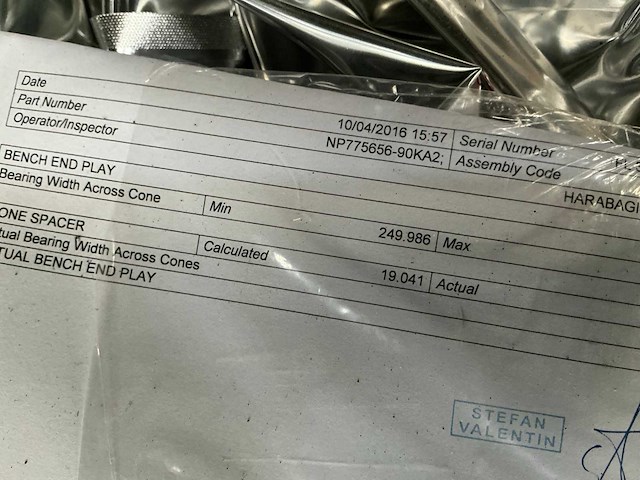 Date
Part Number 10/04/2016 15:57 Serial Number
Operator/Inspector NP775656-90KA2; Assembly Code
HARABAGI
BENCH END PLAY
Bearing Width Across Cone Min 249.986 Max
ONE SPACER Calculated 19.041 Actual
tual Bearing Width Across Cones
TUAL BENCH END PLAY
STEFAN
VALENTIN